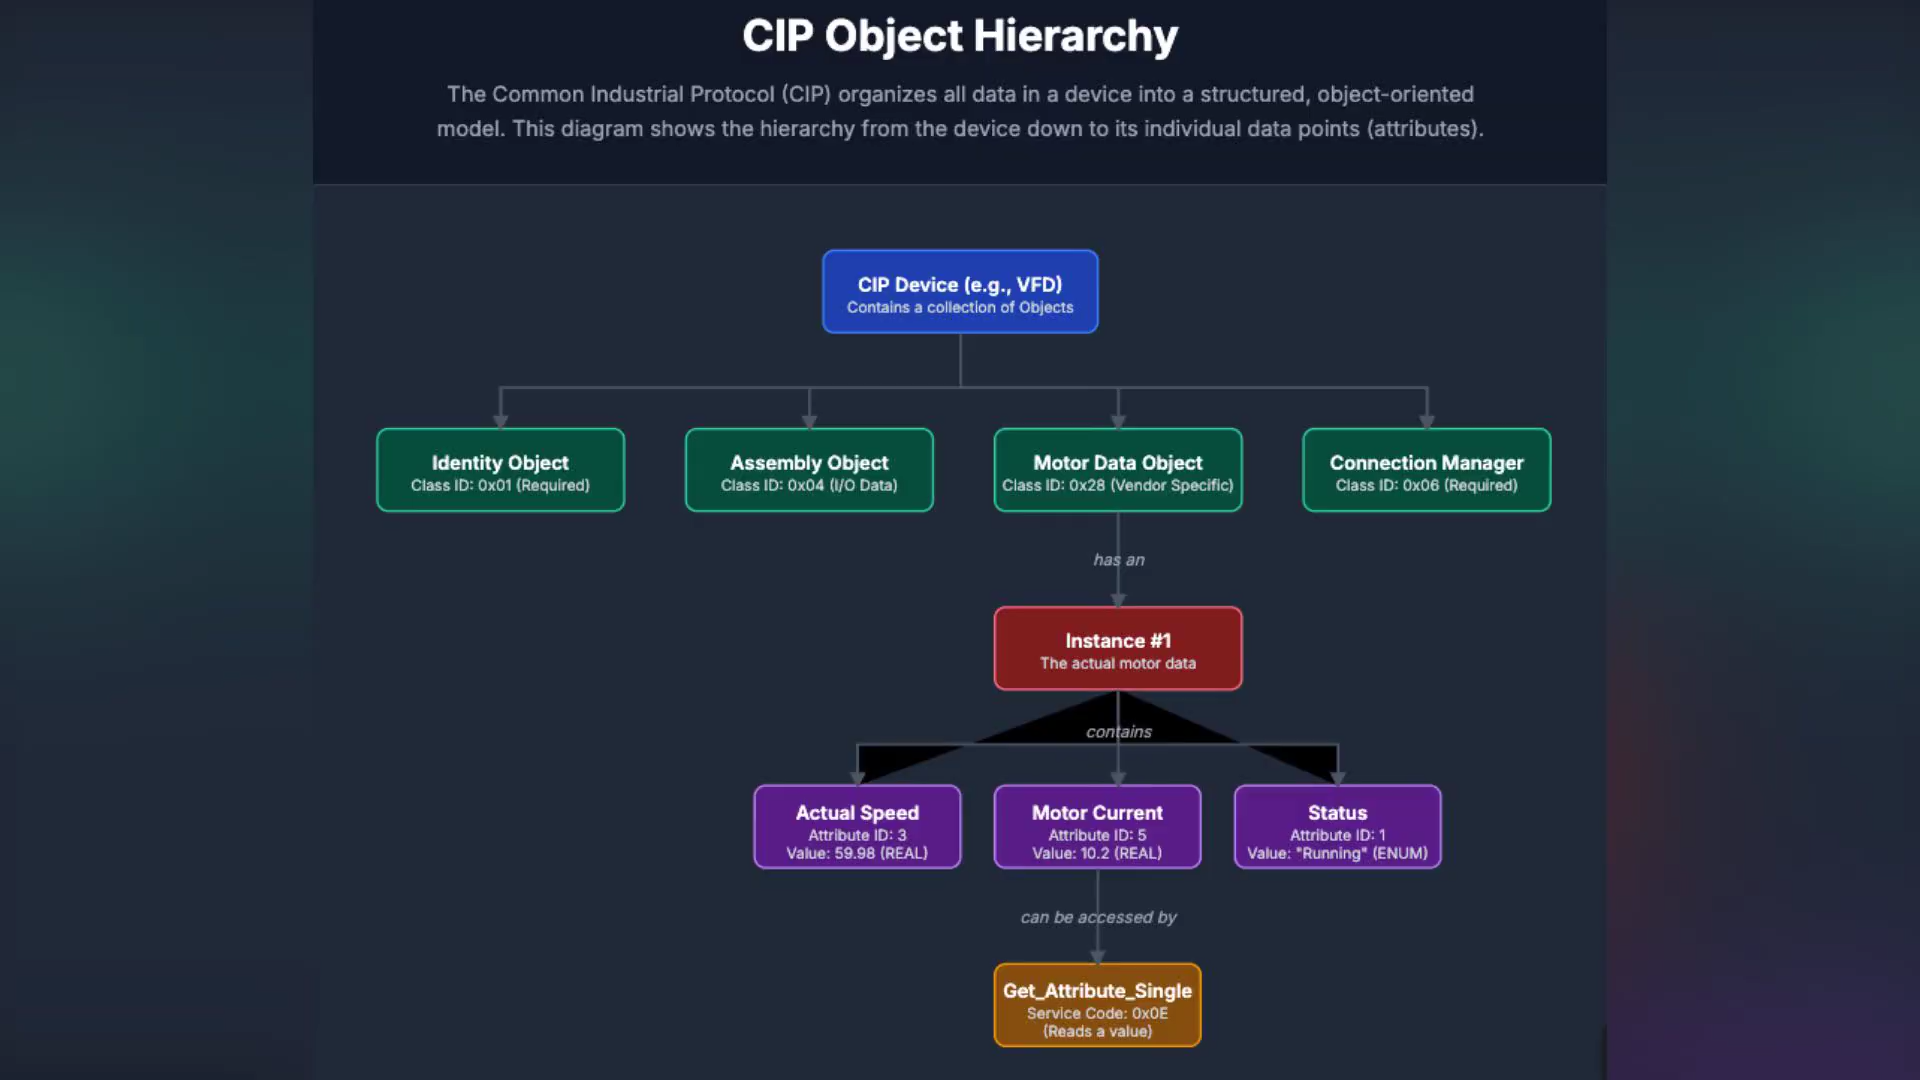 CIP Object Hierarchy
The Common Industrial Protocol (CIP) organizes all data in a device into a structured, object-oriented
model. This diagram shows the hierarchy from the device down to its individual data points (attributes).
CIP Device (e.g., VFD)
Contains a collection of Objects
Identity Object
Class ID: 0x01 (Required)
Assembly Object
Class ID: 0x04 (I/O Data)
Motor Data Object
Class ID: 0x28 (Vendor Specific)
Connection Manager
Class ID: 0x06 (Required)
has an
Instance #1
The actual motor data
contains
Actual Speed
Attribute ID: 3
Value: 59.98 (REAL)
Motor Current
Attribute ID: 5
Value: 10.2 (REAL)
Status
Attribute ID: 1
Value: "Running" (ENUM)
can be accessed by
Get_Attribute_Single
Service Code: 0x0E
(Reads a value)